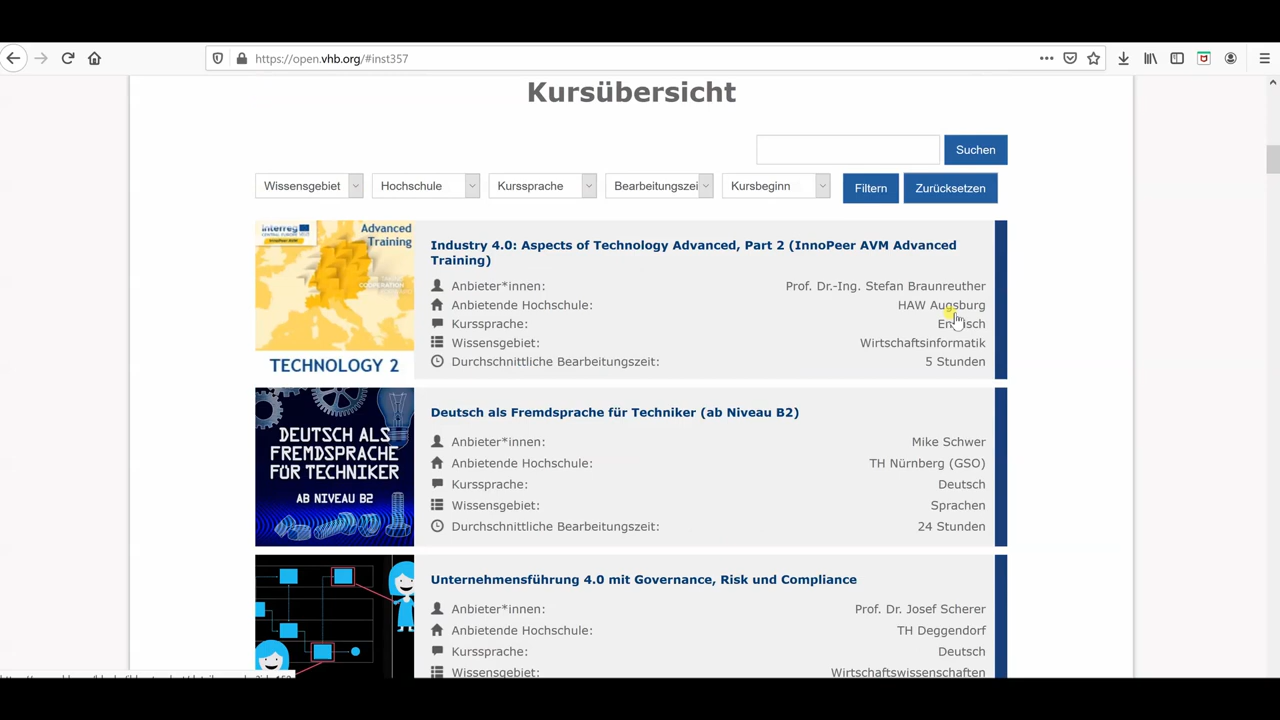 https://open.vhb.org/#inst357
Kursübersicht
Suchen
Wissensgebiet
Hochschule
Kurssprache
Bearbeitungszei
Kursbeginn
Filtern
Zurücksetzen
Interreg
Advanced
Training
COOPERATION
TECHNOLOGY 2
Industry 4.0: Aspects of Technology Advanced, Part 2 (InnoPeer AVM Advanced
Training)
Anbieter*innen: Prof. Dr.-Ing. Stefan Braunreuther
Anbietende Hochschule: HAW Augsburg
Kurssprache: Englisch
Wissensgebiet: Wirtschaftsinformatik
Durchschnittliche Bearbeitungszeit: 5 Stunden
DEUTSCH ALS
FREMDSPRACHE
FÜR TECHNIKER
AB NIVEAU B2
Deutsch als Fremdsprache für Techniker (ab Niveau B2)
Anbieter*innen: Mike Schwer
Anbietende Hochschule: TH Nürnberg (GSO)
Kurssprache: Deutsch
Wissensgebiet: Sprachen
Durchschnittliche Bearbeitungszeit: 24 Stunden
Unternehmensführung 4.0 mit Governance, Risk und Compliance
Anbieter*innen: Prof. Dr. Josef Scherer
Anbietende Hochschule: TH Deggendorf
Kurssprache: Deutsch
Wissensgebiet: Wirtschaftswissenschaften